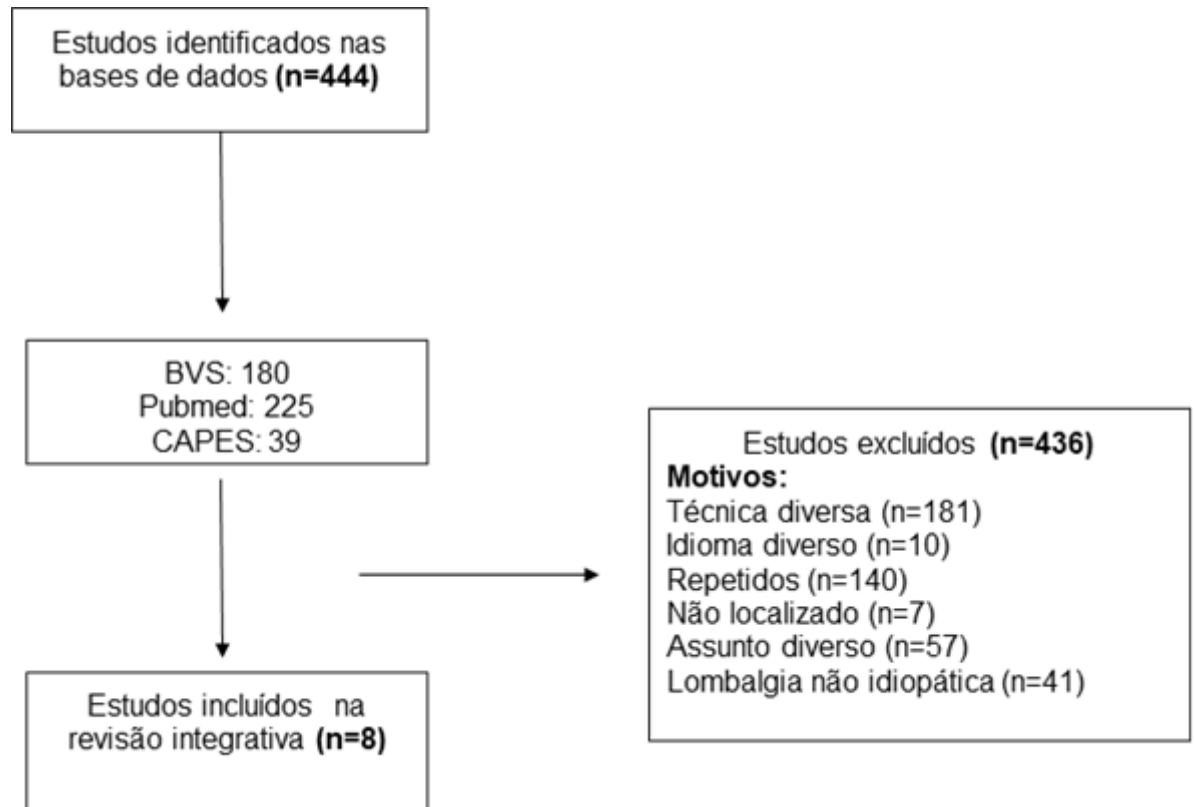 Estudos identificados nas
bases de dados (n=444)
BVS: 180
Pubmed: 225
CAPES: 39
Estudos excluídos (n=436)
Motivos:
Técnica diversa (n=181)
Idioma diverso (n=10)
Repetidos (n=140)
Não localizado (n=7)
Assunto diverso (n=57)
Lombalgia não idiopática (n=41)
Estudos incluídos na
revisão integrativa (n=8)